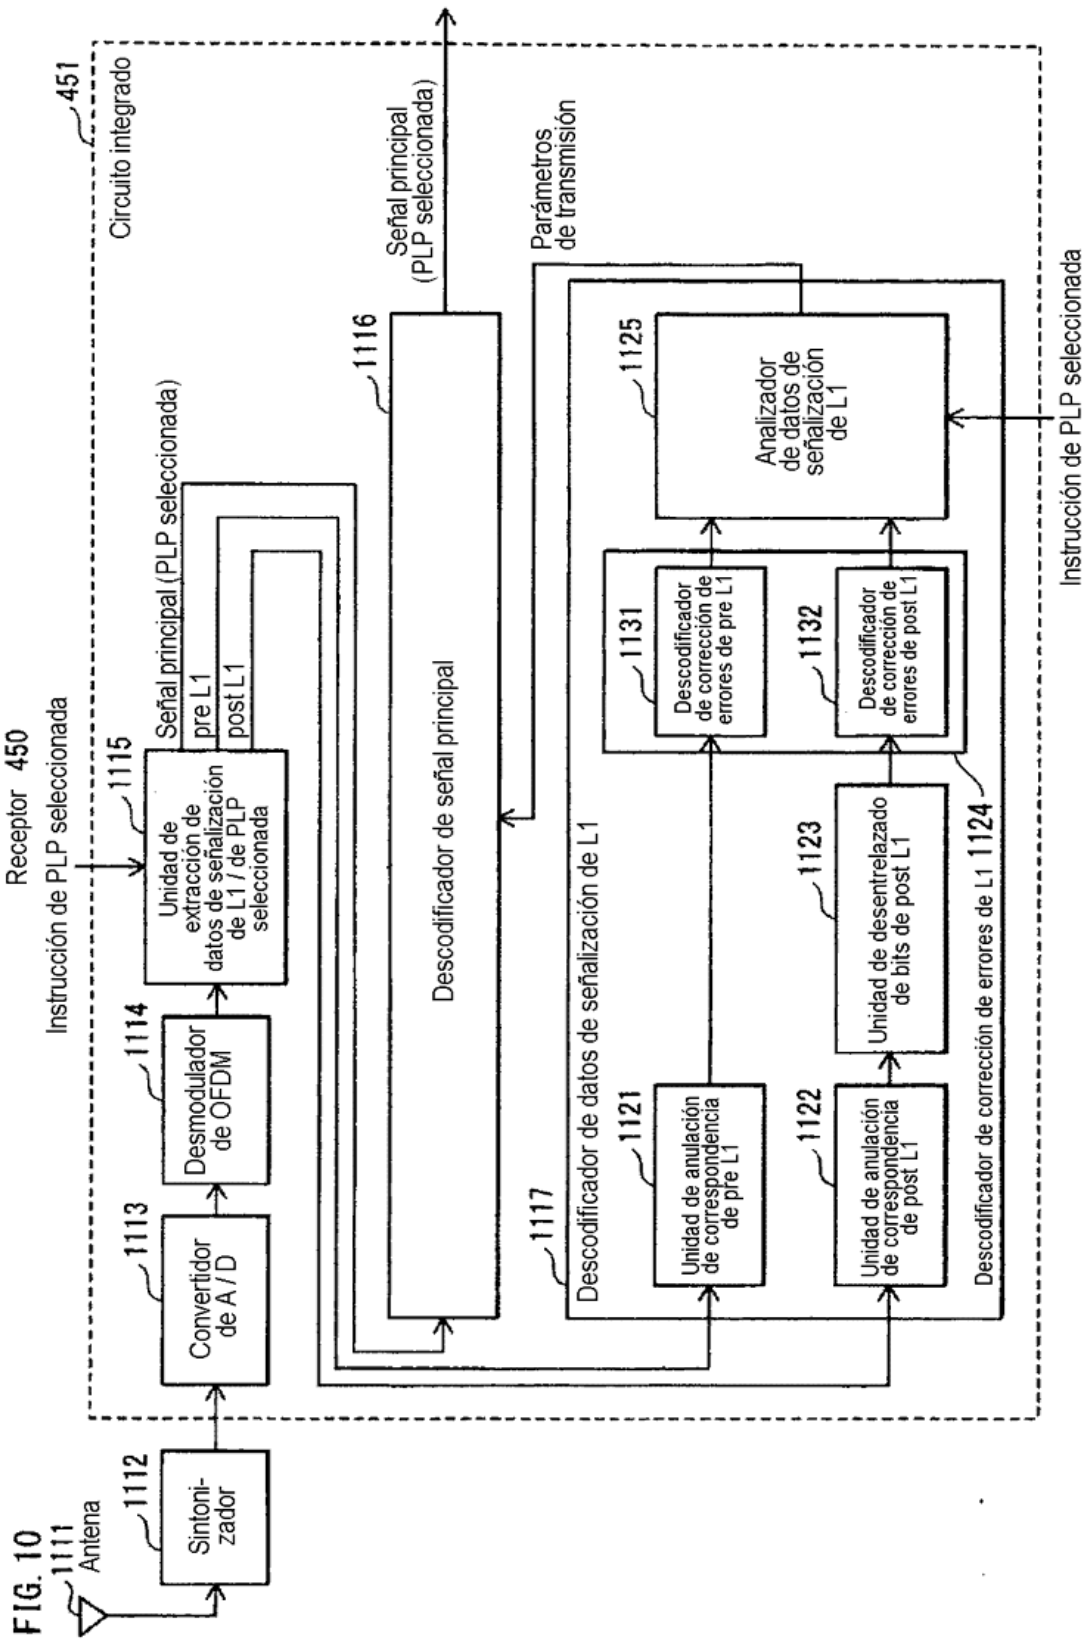 FIG. 10
Receptor 450
Instrucción de PLP seleccionada
1111
Antena
1112
Sintoni-
zador
1113
Convertidor
de A / D
1114
Desmodulador
de OFDM
1115
Unidad de
extracción de
datos de señalización
de L1 / de PLP
seleccionada
Señal principal (PLP seleccionada)
pre L1
post L1
451
Circuito integrado
1116
Descodificador de señal principal
Señal principal
(PLP seleccionada)
Parámetros
de transmisión
1117
Descodificador de datos de señalización de L1
1121
Unidad de anulación
de correspondencia
de pre L1
1131
Descodificador
de corrección de
errores de pre L1
1125
Analizador
de datos de
señalización
de L1
1122
Unidad de anulación
de correspondencia
de post L1
1123
Unidad de desentrelazado
de bits de post L1
1132
Descodificador
de corrección de
errores de post L1
Descodificador de corrección de errores de L1 1124
Instrucción de PLP seleccionada